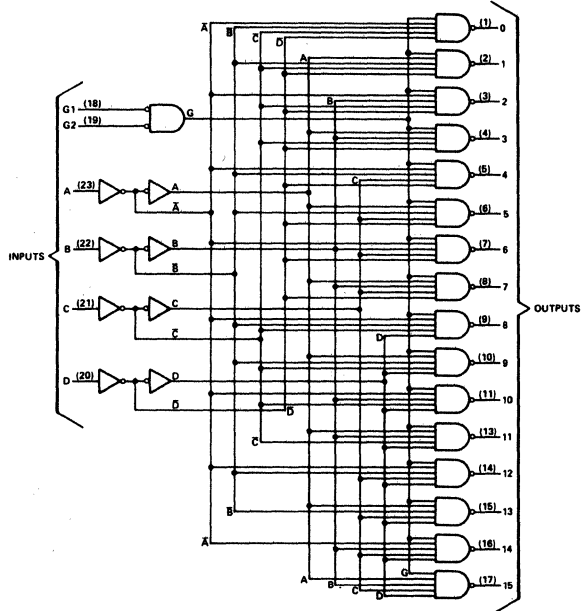 A̅
B̅
C̅
D̅
(1) 0
A
(2) 1
B
(3) 2
G1 (18)
G2 (19)
G
(4) 3
C
(5) 4
A (23)
A
A̅
(6) 5
B (22)
B
B̅
(7) 6
INPUTS
(8) 7
OUTPUTS
C (21)
C
C̅
D
(9) 8
(10) 9
D (20)
D
D̅
D̅
(11) 10
C̅
(13) 11
(14) 12
B̅
(15) 13
A̅
(16) 14
G
A
B
C
D
(17) 15